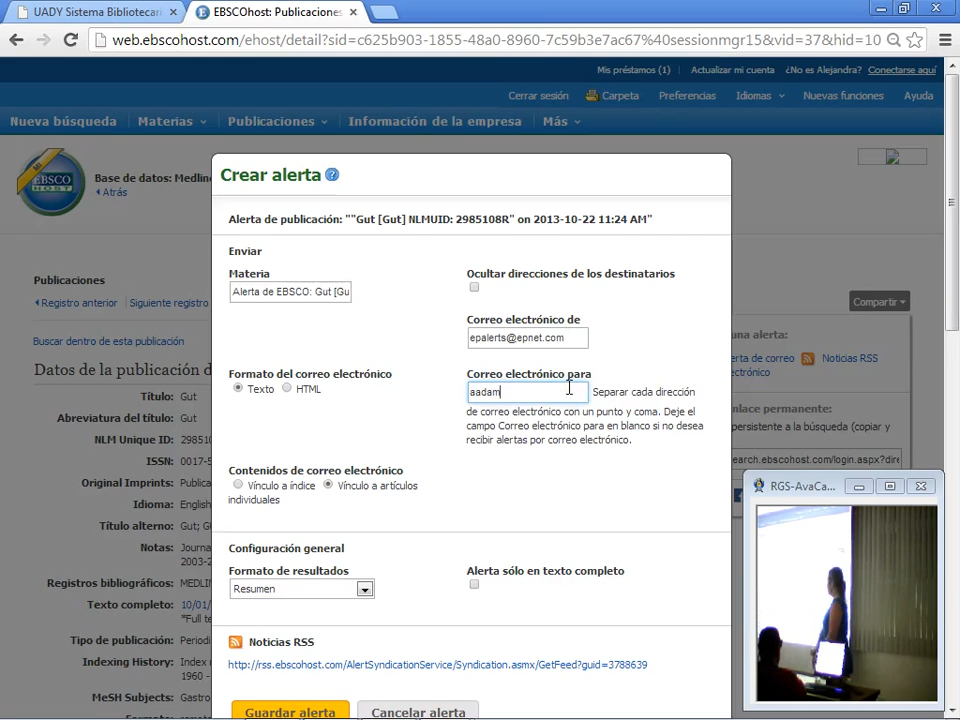 UADY Sistema Bibliotecari
EBSCOhost: Publicaciones
web.ebscohost.com/ehost/detail?sid=c625b903-1855-48a0-8960-7c59b3e7ac67%40sessionmgr15&vid=37&hid=10
Mis préstamos (1) Actualizar mi cuenta ¿No es Alejandra? Conectarse aquí
Cerrar sesión Carpeta Preferencias Idiomas Nuevas funciones Ayuda
Nueva búsqueda Materias Publicaciones Información de la empresa Más
MI
EBSCO
HOST
Base de datos: Medline
Atrás
Crear alerta
Alerta de publicación: ""Gut [Gut] NLMUID: 2985108R" on 2013-10-22 11:24 AM"
Enviar
Materia
Alerta de EBSCO: Gut [Gu
Ocultar direcciones de los destinatarios
Correo electrónico de
epalerts@epnet.com
Formato del correo electrónico
Texto HTML
Correo electrónico para
aadam Separar cada dirección
de correo electrónico con un punto y coma. Deje el
campo Correo electrónico para en blanco si no desea
recibir alertas por correo electrónico.
Contenidos de correo electrónico
Vínculo a índice Vínculo a artículos
individuales
Configuración general
Formato de resultados
Resumen
Alerta sólo en texto completo
Noticias RSS
http://rss.ebscohost.com/AlertSyndicationService/Syndication.asmx/GetFeed?guid=3788639
Guardar alerta Cancelar alerta
Publicaciones
Registro anterior Siguiente registro
Buscar dentro de esta publicación
Datos de la publicación d
Título: Gut
Abreviatura del título: Gut
NLM Unique ID: 298510
ISSN: 0017-5
Original Imprints: Publica
Idioma: English
Título alterno: Gut; G
Notas: Journa
2003-2
Registros bibliográficos: MEDLIN
Texto completo: 10/01/
*Full te
Tipo de publicación: Periodi
Indexing History: Index
1960 -
MeSH Subjects: Gastro
Compartir
una alerta:
erta de correo Noticias RSS
ectrónico
persistente a la búsqueda (copiar y
earch.ebscohost.com/login.aspx?dire
RGS-AvaCa...